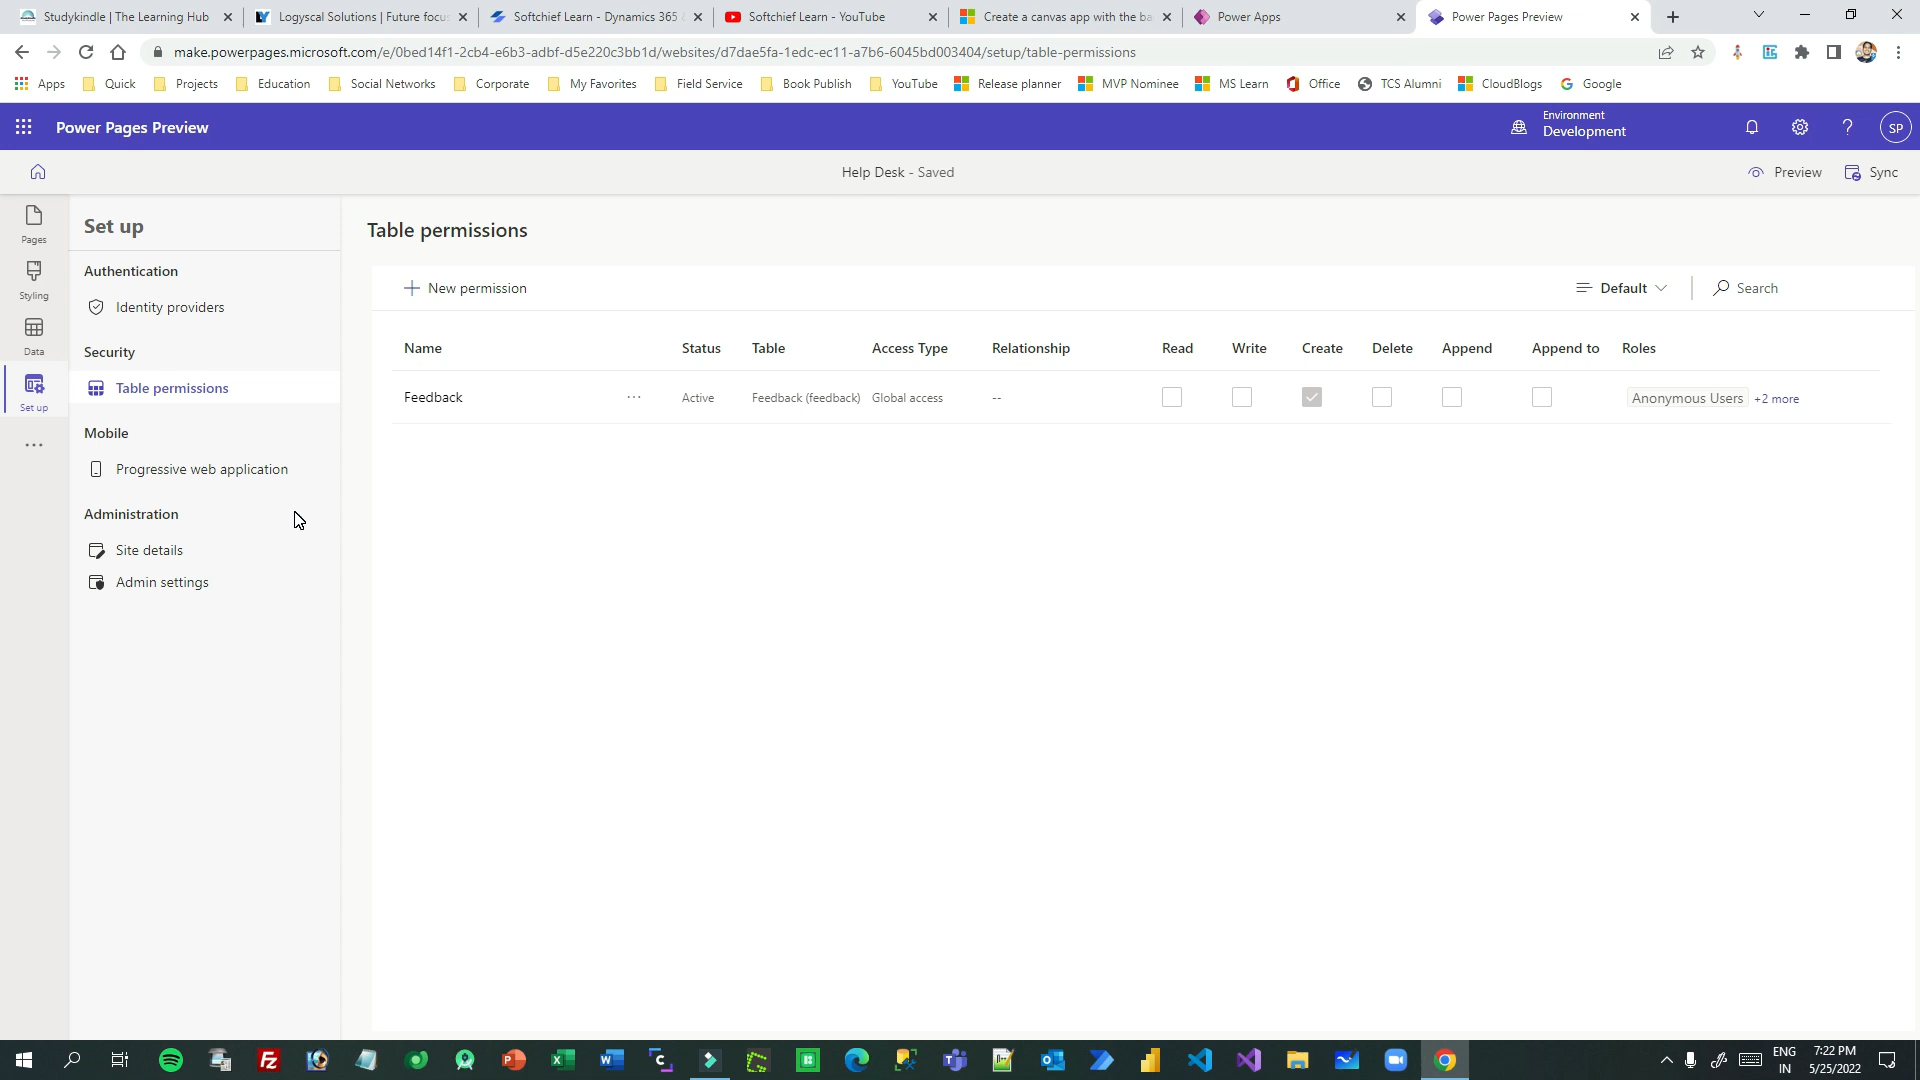 Studykindle | The Learning Hub
Logyscal Solutions | Future focu
Softchief Learn - Dynamics 365
Softchief Learn - YouTube
Create a canvas app with the ba
Power Apps
Power Pages Preview
make.powerpages.microsoft.com/e/0bed14f1-2cb4-e6b3-adbf-d5e220c3bb1d/websites/d7dae5fa-1edc-ec11-a7b6-6045bd003404/setup/table-permissions
Apps
Quick
Projects
Education
Social Networks
Corporate
My Favorites
Field Service
Book Publish
YouTube
Release planner
MVP Nominee
MS Learn
Office
TCS Alumni
CloudBlogs
Google
Power Pages Preview
Environment
Development
SP
Help Desk - Saved
Preview
Sync
Pages
Styling
Data
Set up
Set up
Authentication
Identity providers
Security
Table permissions
Mobile
Progressive web application
Administration
Site details
Admin settings
Table permissions
New permission
Default
Search
Name Status Table Access Type Relationship Read Write Create Delete Append Append to Roles
Feedback Active Feedback (feedback) Global access -- Anonymous Users +2 more
ENG
IN
7:22 PM
5/25/2022